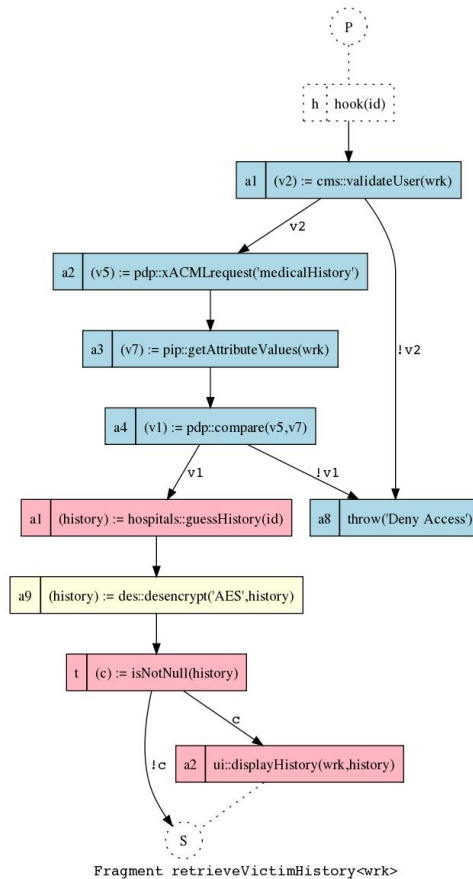 P
h hook(id)
a1 (v2) := cms::validateUser(wrk)
v2
a2 (v5) := pdp::xACMLrequest('medicalHistory')
a3 (v7) := pip::getAttributeValues(wrk)
!v2
a4 (v1) := pdp::compare(v5,v7)
v1 !v1
a1 (history) := hospitals::guessHistory(id) a8 throw('Deny Access')
a9 (history) := des::desencrypt('AES',history)
t (c) := isNotNull(history)
c
!c a2 ui::displayHistory(wrk,history)
S
Fragment retrieveVictimHistory<wrk>